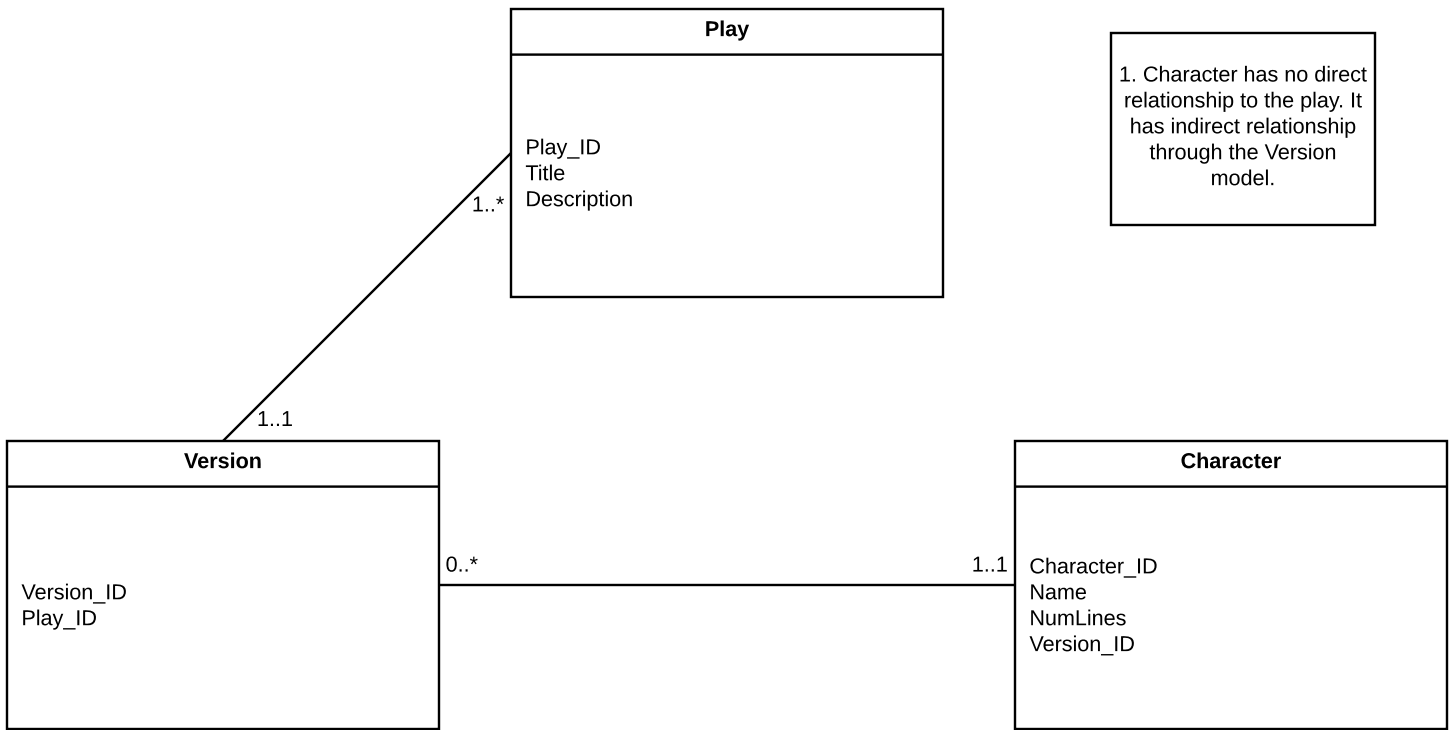 Play
Play_ID
Title
Description
1. Character has no direct
relationship to the play. It
has indirect relationship
through the Version
model.
1..*
1..1
Version
Version_ID
Play_ID
0..*
1..1
Character
Character_ID
Name
NumLines
Version_ID